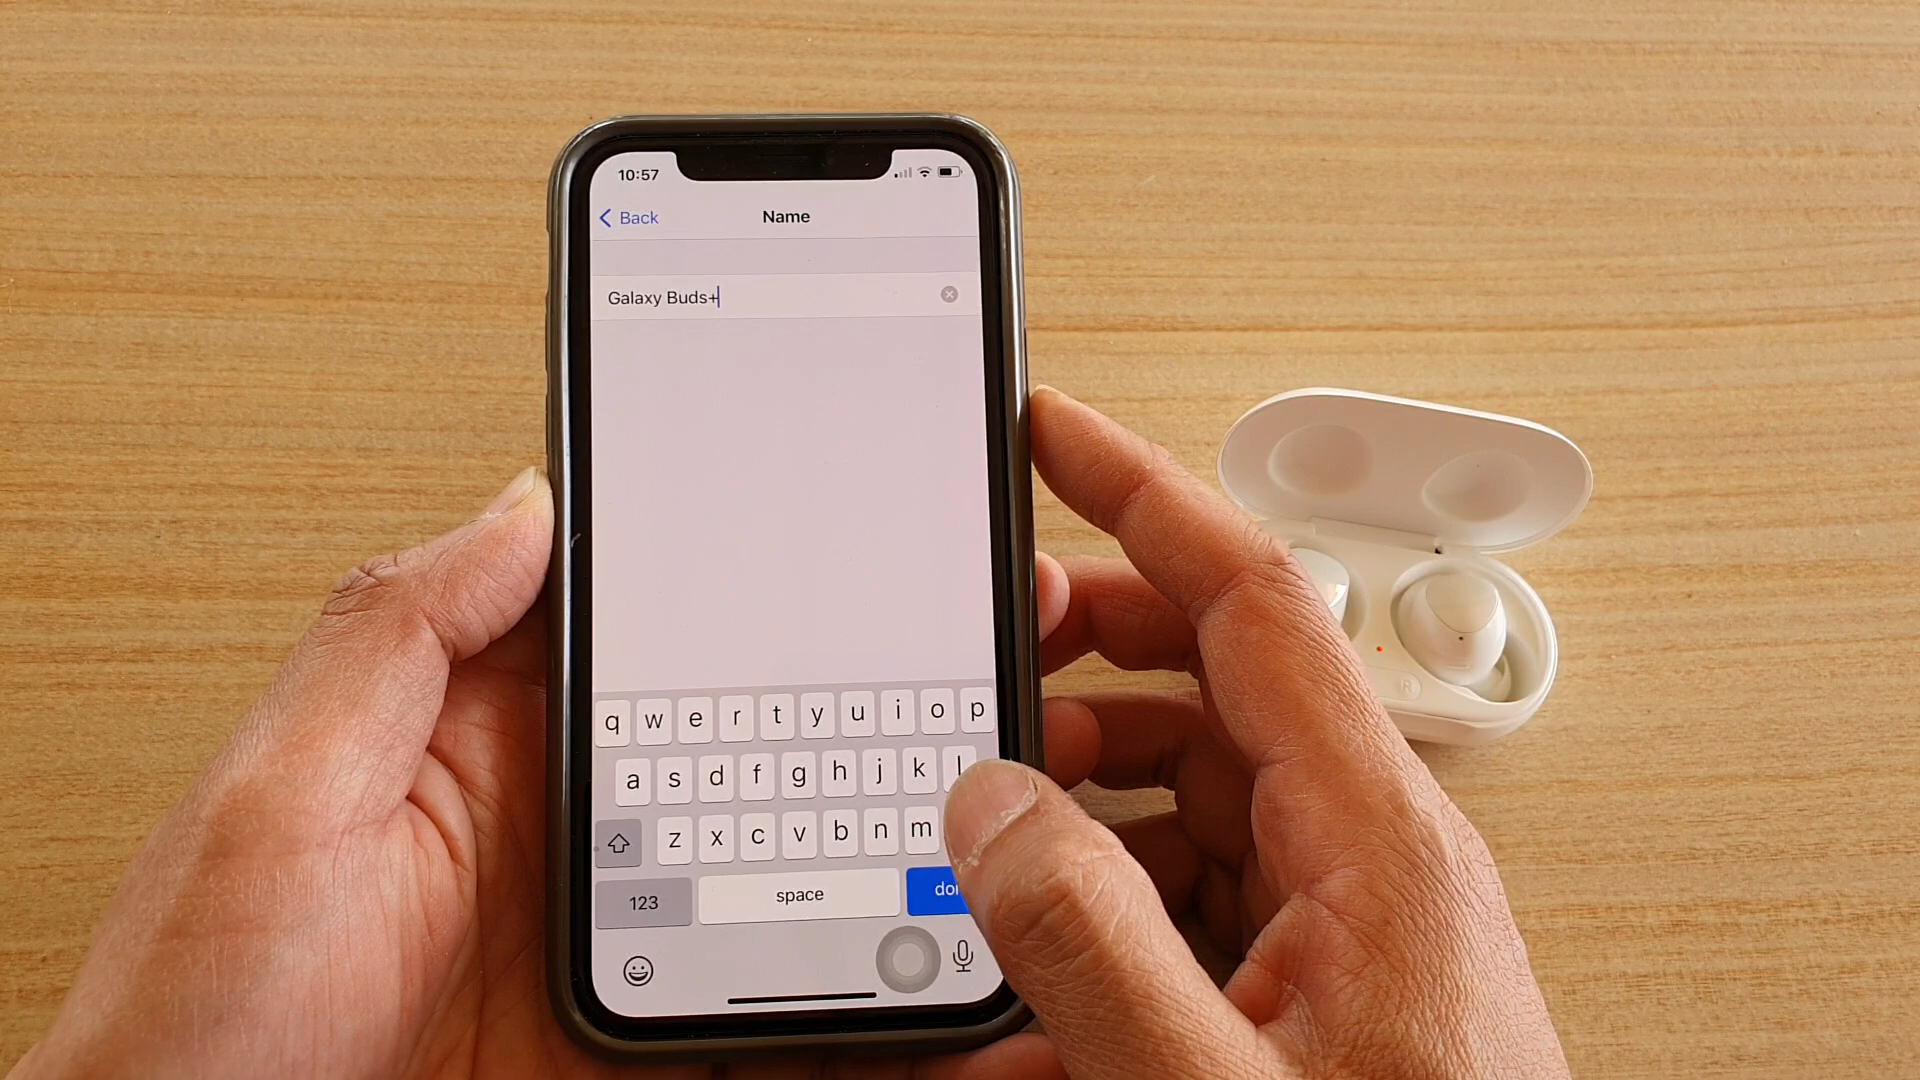 10:57
Back
Name
Galaxy Buds+
q w e r t y u i o p
a s d f g h j k l
z x c v b n m
123
space
R